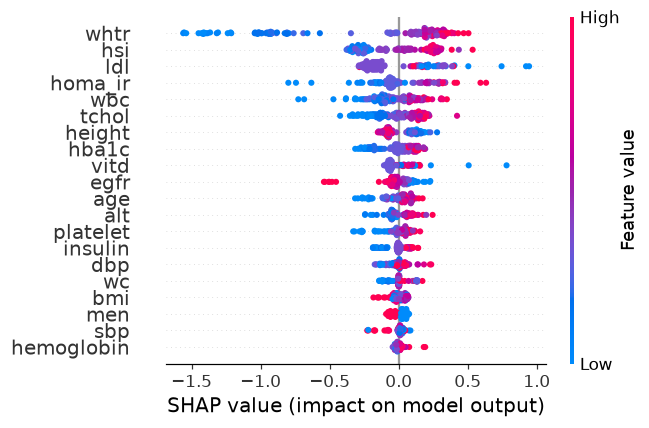 High
whtr
hsi
ldl
homa_ir
wbc
tchol
height
hba1c
vitd
egfr
age
alt
platelet
insulin
dbp
wc
bmi
men
sbp
hemoglobin
Feature value
Low
−1.5 −1.0 −0.5 0.0 0.5 1.0
SHAP value (impact on model output)